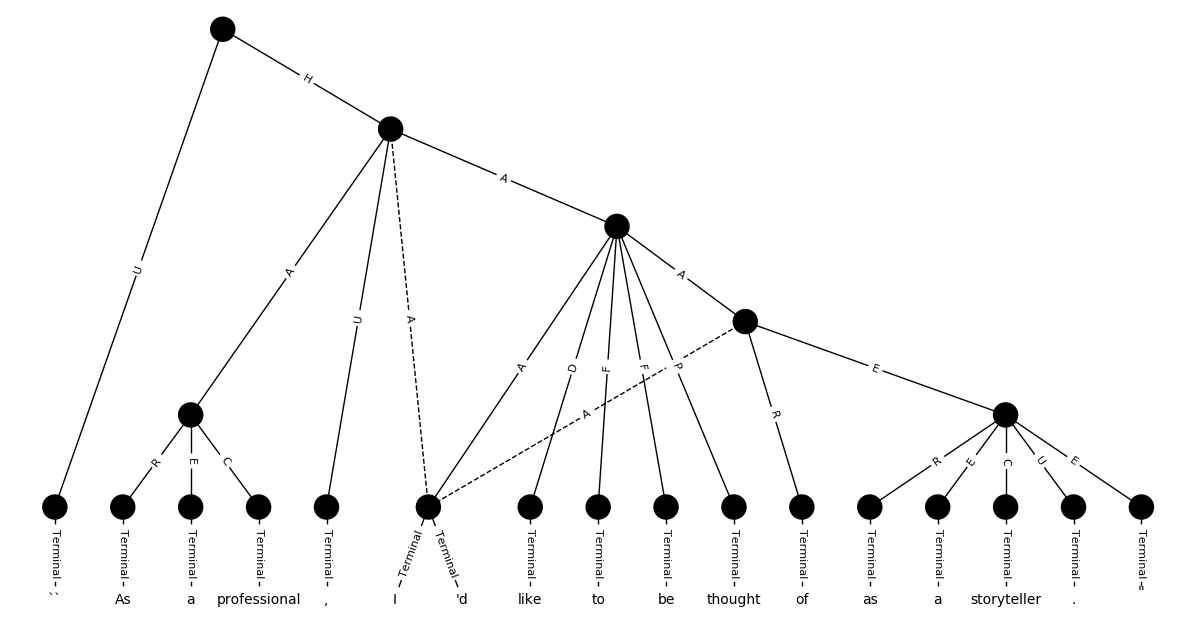 H
A
U
A
A
U
A
A
D
F
F
P
A
E
A
R
R
E
C
R
E
C
U
E
Terminal Terminal Terminal Terminal Terminal Terminal Terminal Terminal Terminal Terminal Terminal Terminal Terminal Terminal Terminal Terminal Terminal
`` As a professional , I 'd like to be thought of as a storyteller . "